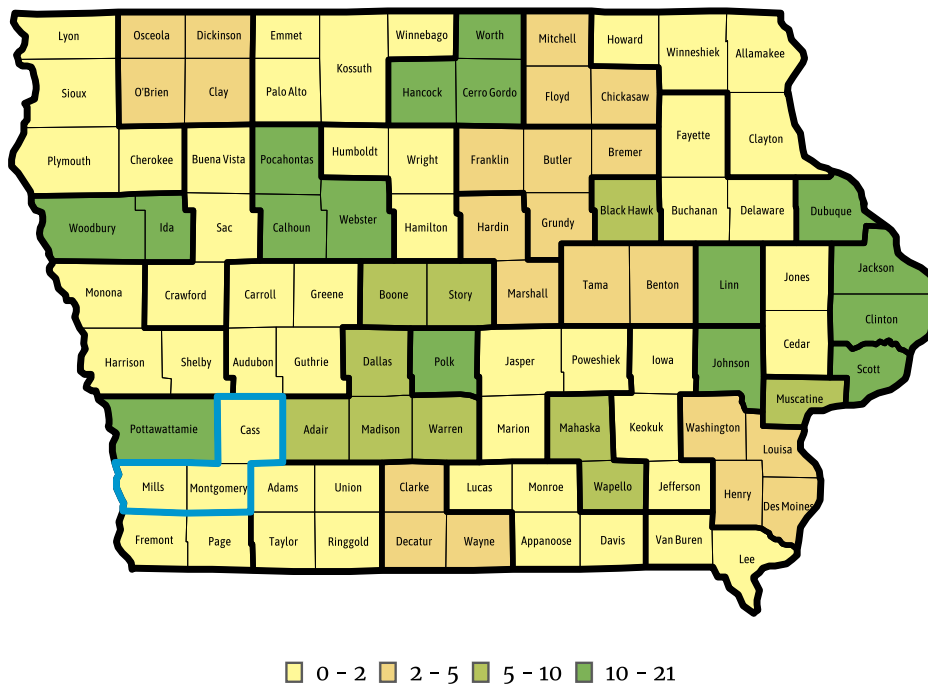 Lyon Osceola Dickinson Emmet Winnebago Worth Mitchell Howard Winneshiek Allamakee
Kossuth
Sioux O'Brien Clay Palo Alto Hancock Cerro Gordo Floyd Chickasaw
Fayette Clayton
Plymouth Cherokee Buena Vista Pocahontas Humboldt Wright Franklin Butler Bremer
Woodbury Ida Sac Calhoun Webster Hamilton Hardin Grundy Black Hawk Buchanan Delaware Dubuque
Jackson
Monona Crawford Carroll Greene Boone Story Marshall Tama Benton Linn Jones
Clinton
Harrison Shelby Audubon Guthrie Dallas Polk Jasper Poweshiek Iowa Johnson Cedar Scott
Muscatine
Pottawattamie Cass Adair Madison Warren Marion Mahaska Keokuk Washington
Louisa
Mills Montgomery Adams Union Clarke Lucas Monroe Wapello Jefferson Henry Des Moines
Fremont Page Taylor Ringgold Decatur Wayne Appanoose Davis Van Buren Lee
0 – 2 2 – 5 5 – 10 10 – 21